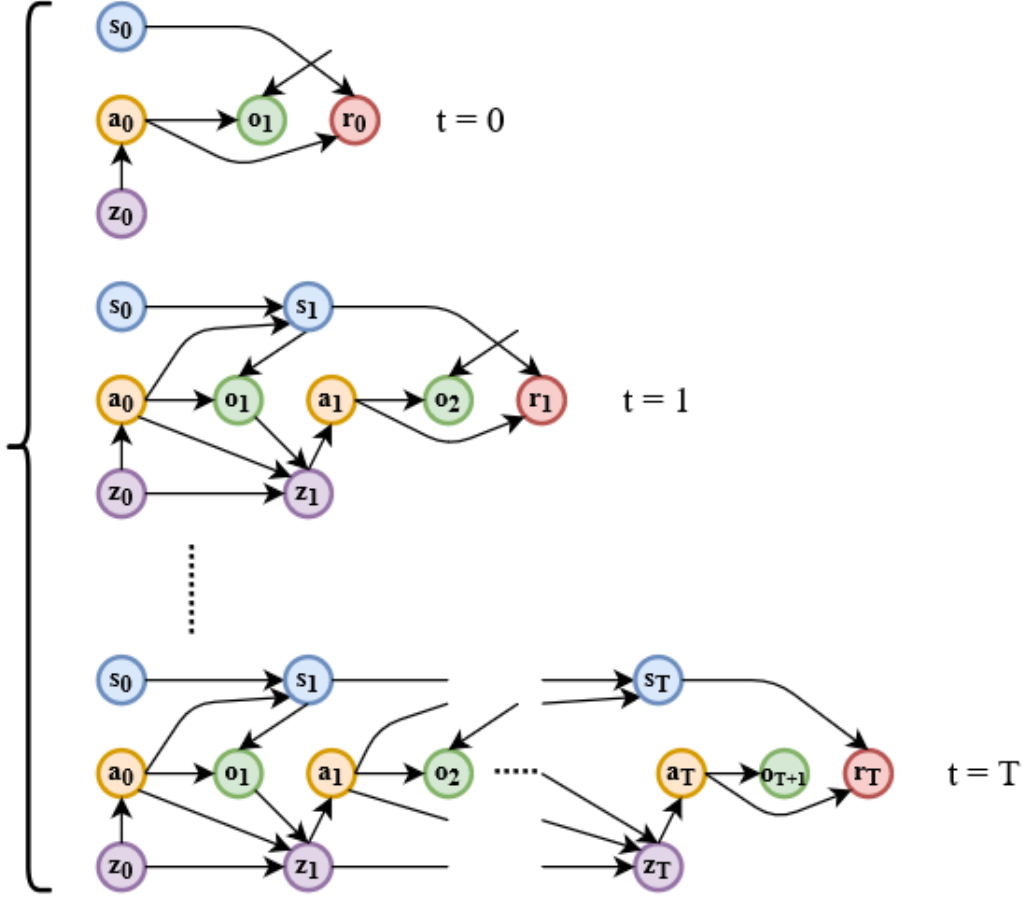 s0
a0 o1 r0 t = 0
z0
s0 s1
a0 o1 a1 o2 r1 t = 1
z0 z1
s0 s1 sT
a0 o1 a1 o2 aT oT+1 rT t = T
z0 z1 zT